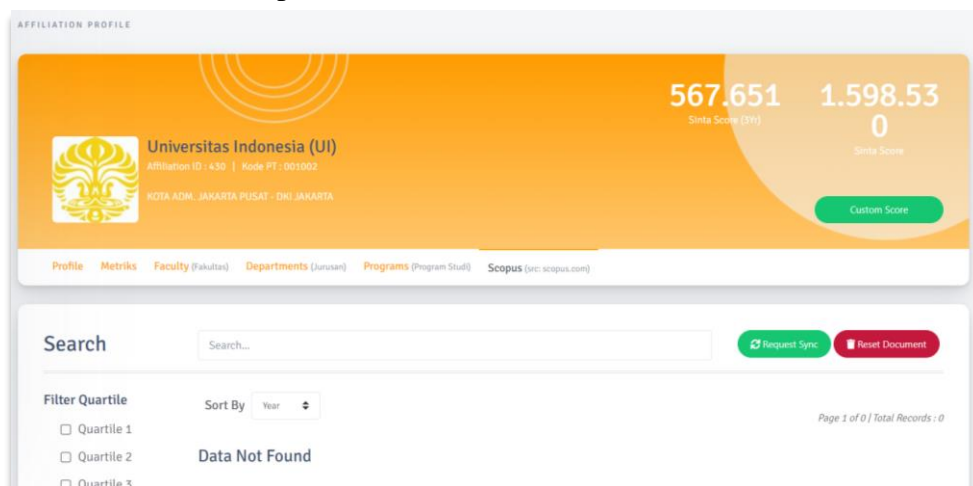 AFFILIATION PROFILE
567.651
Sinta Score (3Yr)
1.598.53
0
Sinta Score
Universitas Indonesia (UI)
Affiliation ID : 430 | Kode PT : 001002
KOTA ADM. JAKARTA PUSAT - DKI JAKARTA
Custom Score
Profile Metriks Faculty (Fakultas) Departments (Jurusan) Programs (Program Studi) Scopus (src: scopus.com)
Search
Search...
Request Sync
Reset Document
Filter Quartile
Sort By Year
Page 1 of 0 | Total Records : 0
Quartile 1
Quartile 2
Data Not Found
Quartile 3